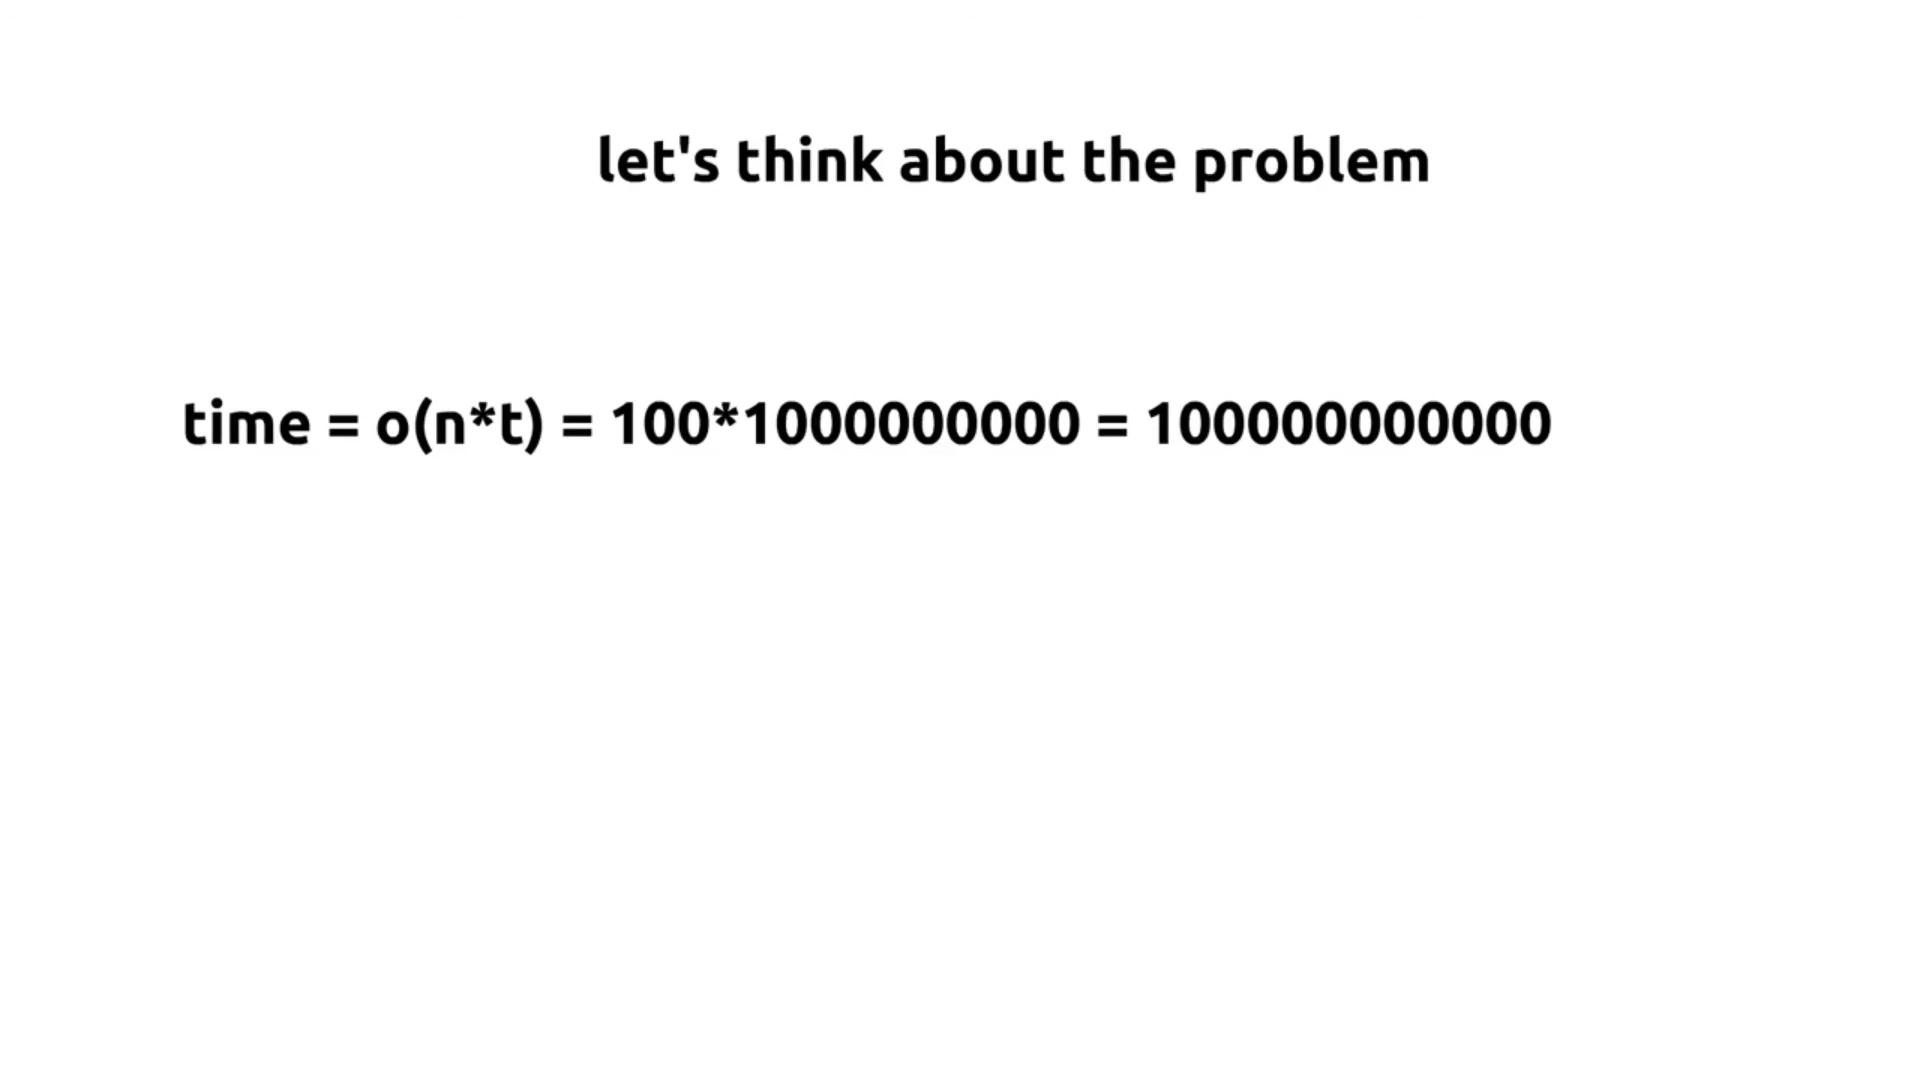 let's think about the problem
time = o(n*t) = 100*1000000000 = 100000000000